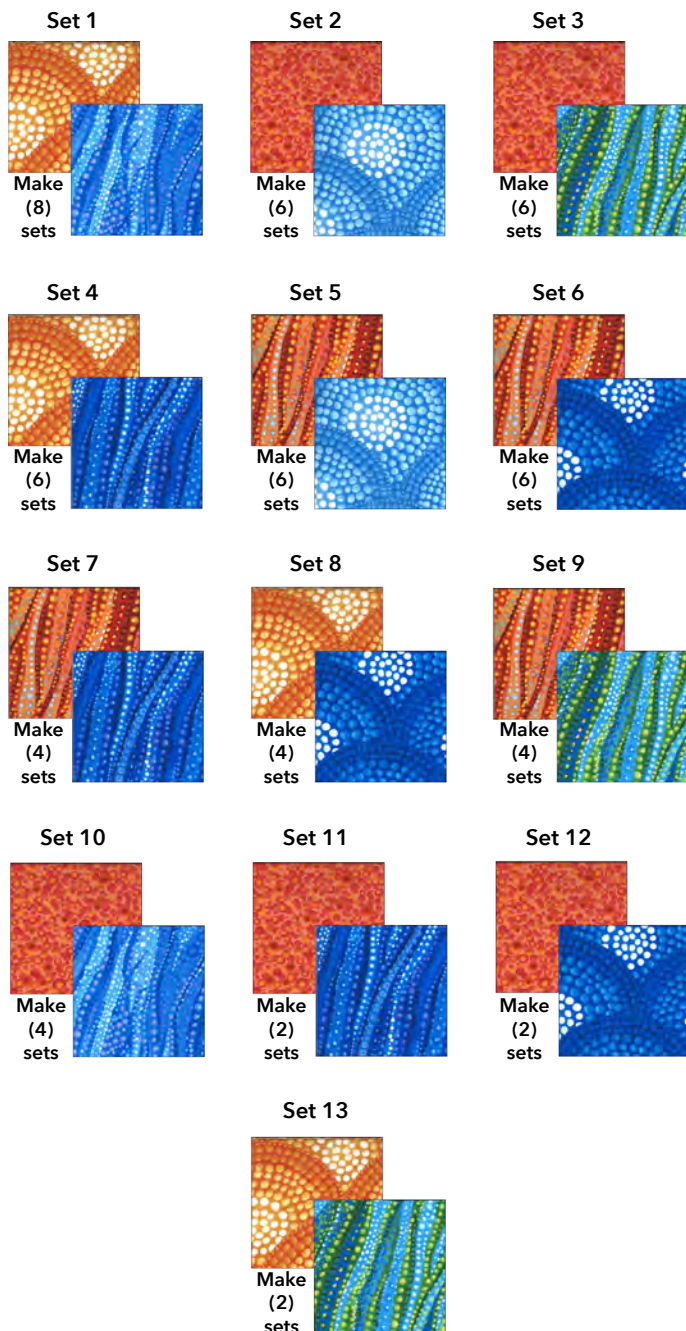 Set 1
Set 2
Set 3
Make
(8)
sets
Make
(6)
sets
Make
(6)
sets
Set 4
Set 5
Set 6
Make
(6)
sets
Make
(6)
sets
Make
(6)
sets
Set 7
Set 8
Set 9
Make
(4)
sets
Make
(4)
sets
Make
(4)
sets
Set 10
Set 11
Set 12
Make
(4)
sets
Make
(2)
sets
Make
(2)
sets
Set 13
Make
(2)
sets